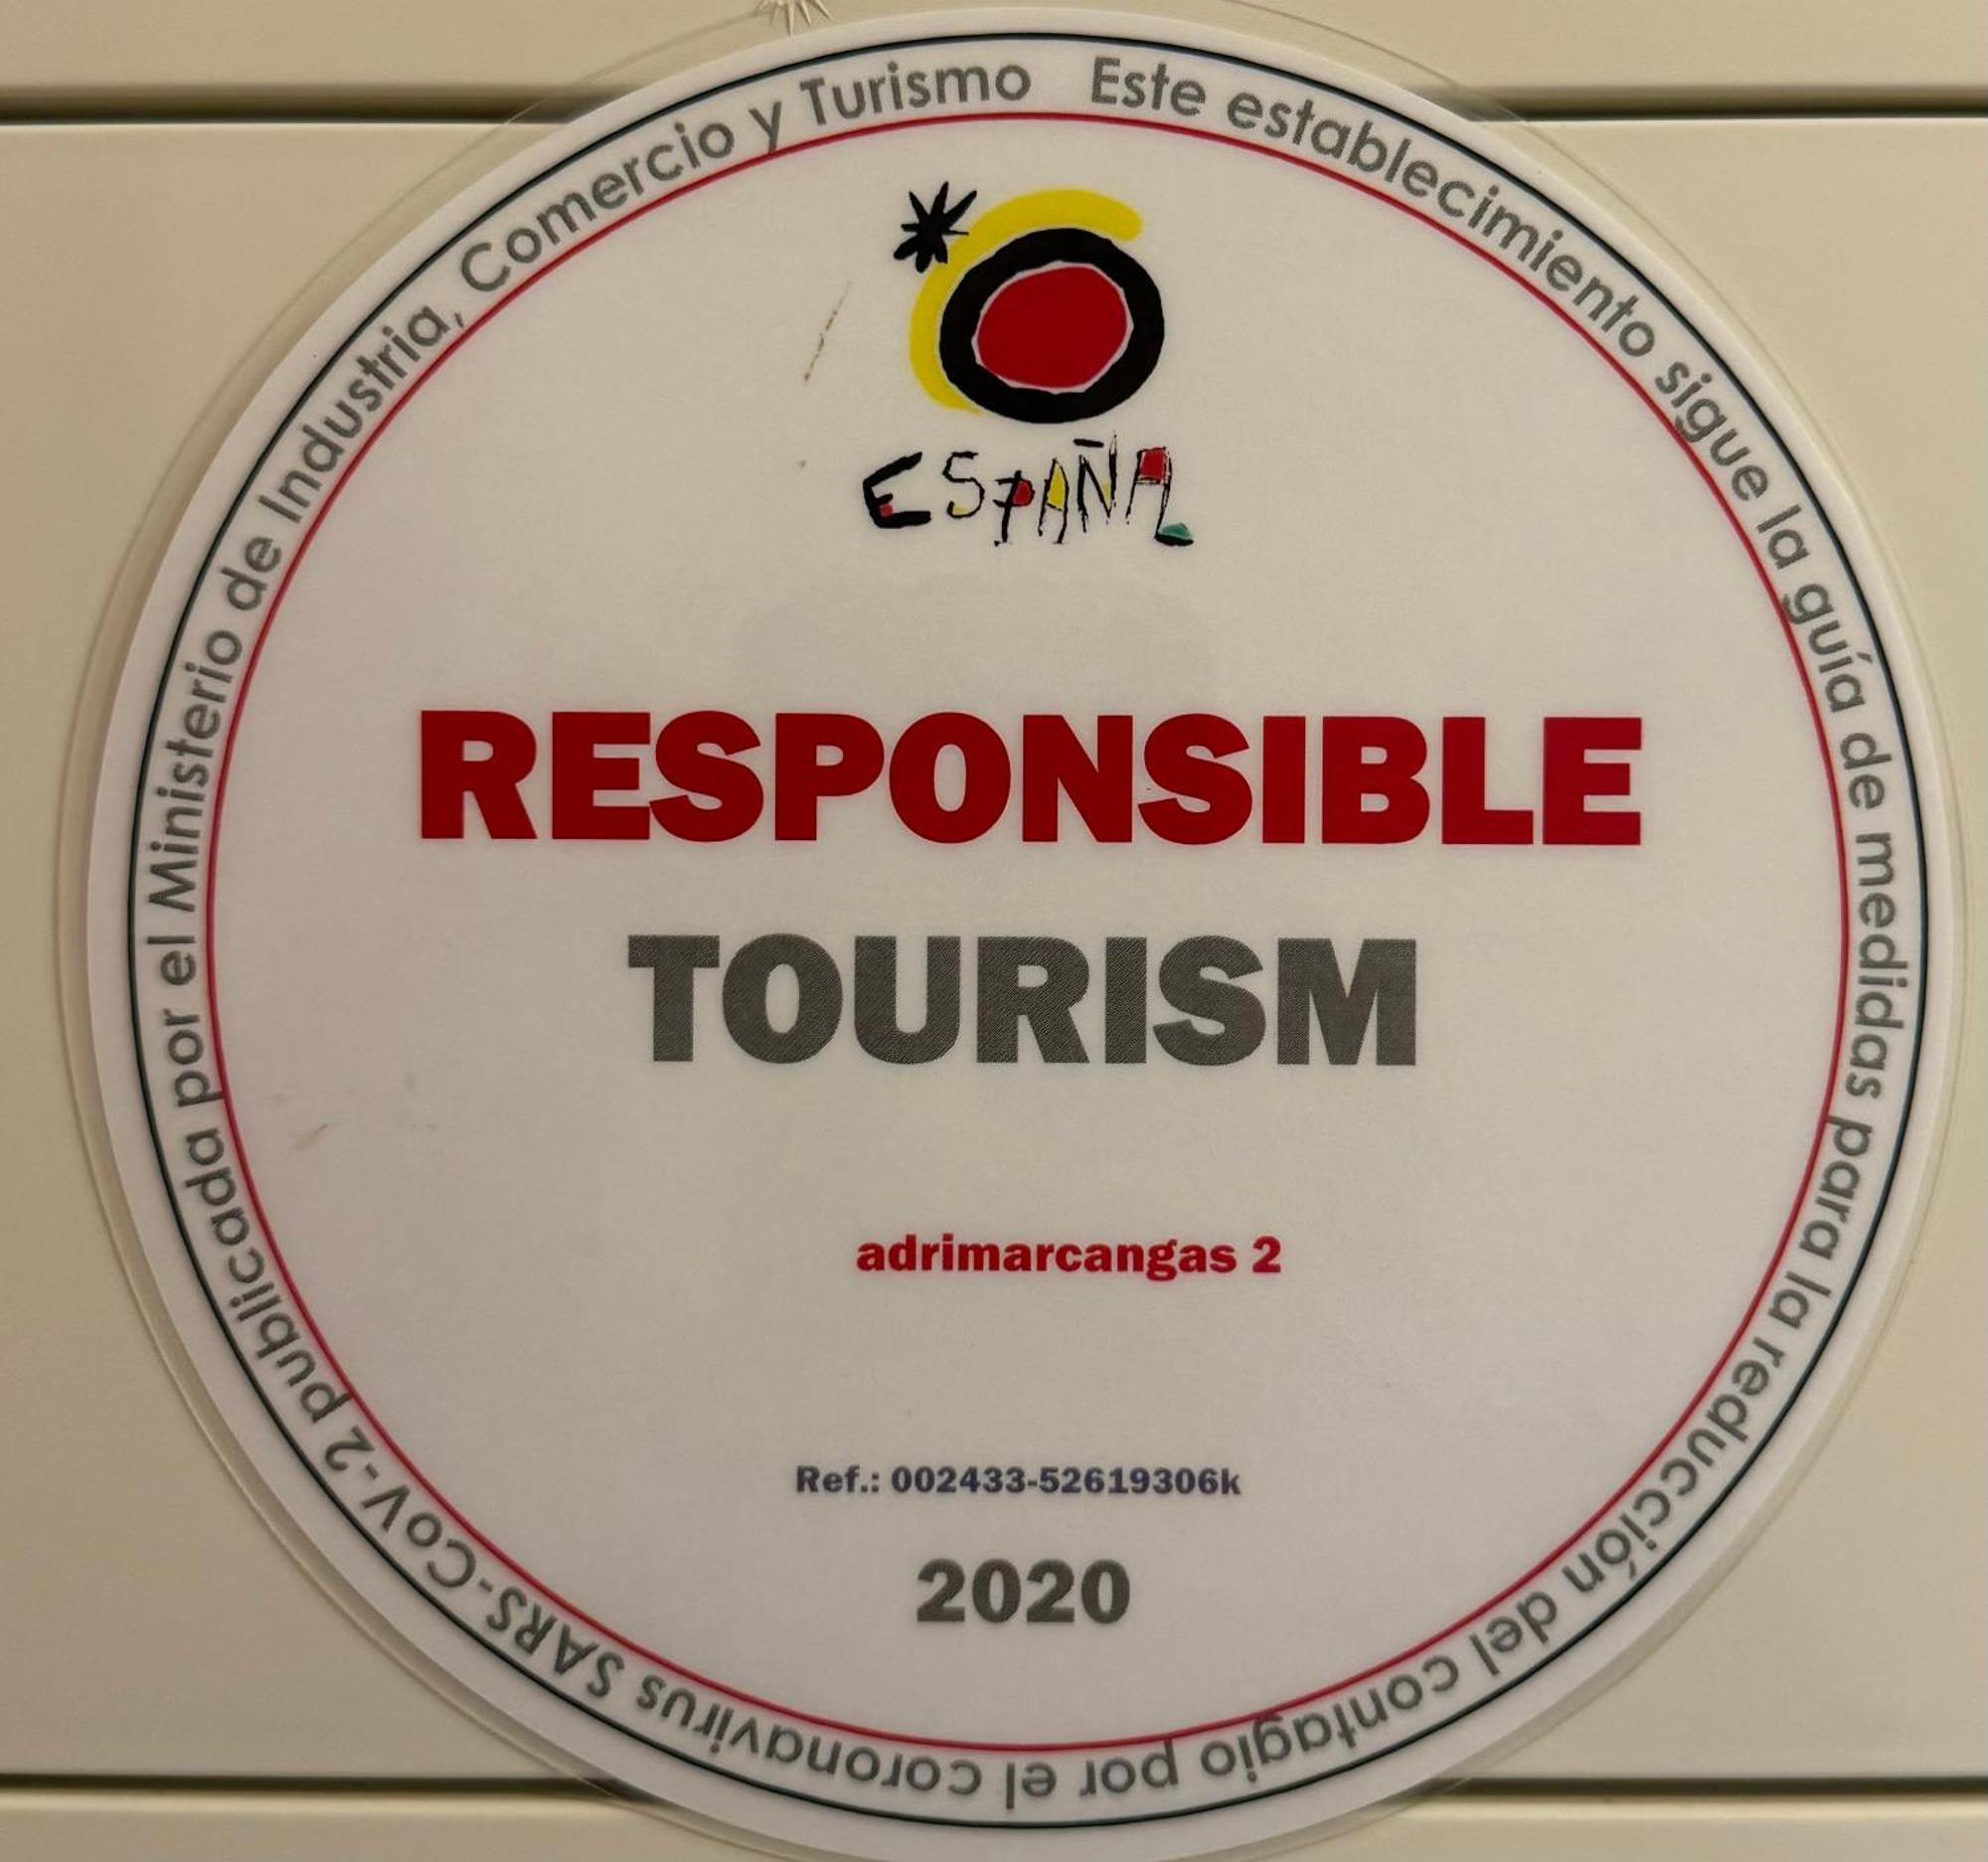 Este establecimiento sigue la guía de medidas para la reducción del contagio por el coronavirus SARS-CoV-2 publicada por el Ministerio de Industria, Comercio y Turismo
ESPAÑA
RESPONSIBLE
TOURISM
adrimarcangas 2
Ref.: 002433-52619306k
2020